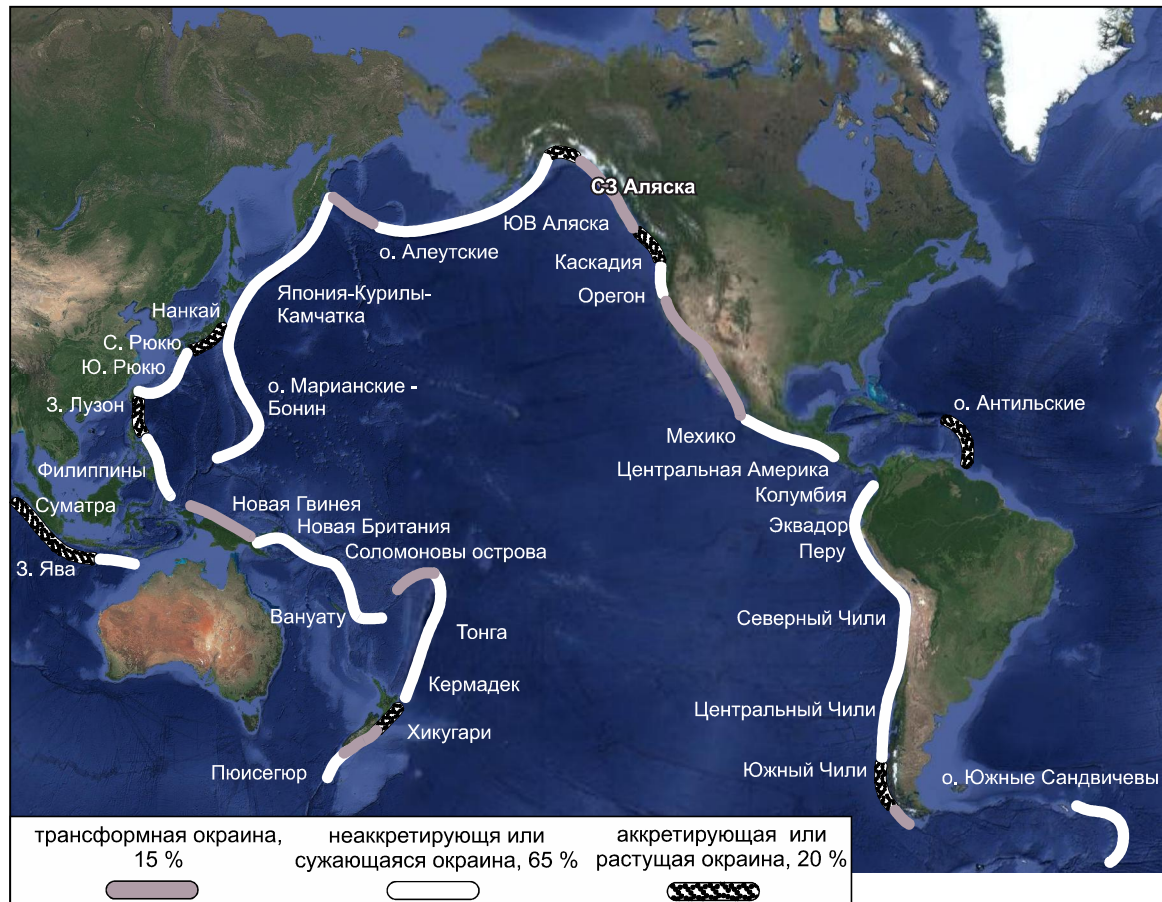 СЗ Аляска
ЮВ Аляска
о. Алеутские
Каскадия
Орегон
Япония-Курилы-
Камчатка
Нанкай
С. Рюкю
Ю. Рюкю
З. Лузон
о. Марианские -
Бонин
о. Антильские
Мехико
Филиппины
Центральная Америка
Колумбия
Суматра
Новая Гвинея
Новая Британия
Эквадор
Соломоновы острова
Перу
З. Ява
Вануату
Северный Чили
Тонга
Кермадек
Центральный Чили
Хикугари
Пюисегюр
Южный Чили
о. Южные Сандвичевы
трансформная окраина,
15 %
неаккретирующя или
сужающаяся окраина, 65 %
аккретирующая или
растущая окраина, 20 %